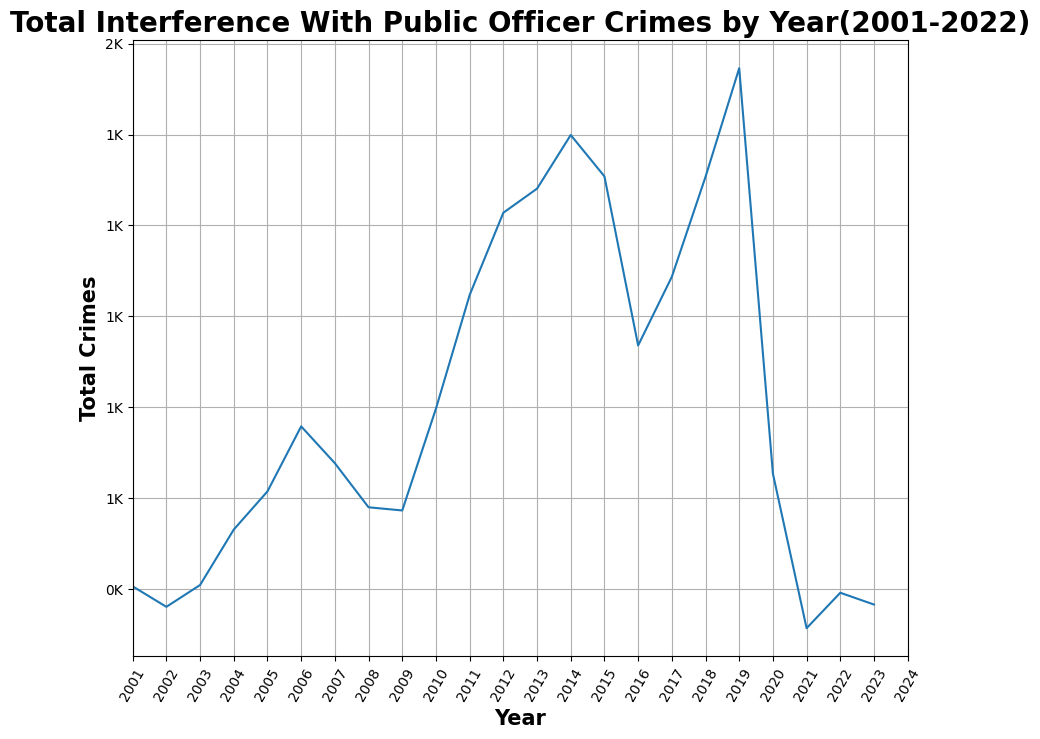 Total Interference With Public Officer Crimes by Year(2001-2022)
2K
1K
1K
1K
1K
1K
0K
Total Crimes
2001 2002 2003 2004 2005 2006 2007 2008 2009 2010 2011 2012 2013 2014 2015 2016 2017 2018 2019 2020 2021 2022 2023 2024
Year